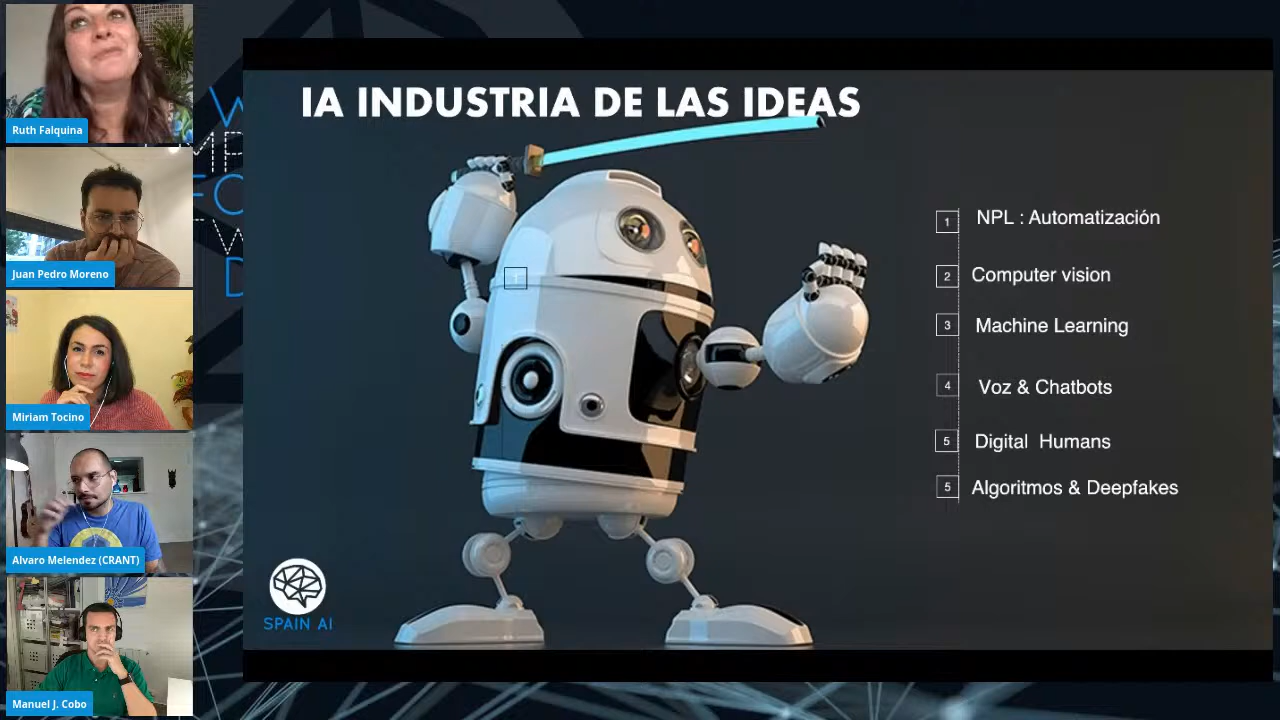 Ruth Falquina
Juan Pedro Moreno
Miriam Tocino
Alvaro Melendez (CRANT)
Manuel J. Cobo
IA INDUSTRIA DE LAS IDEAS
1 NPL : Automatización
2 Computer vision
3 Machine Learning
4 Voz & Chatbots
5 Digital Humans
5 Algoritmos & Deepfakes
SPAIN AI